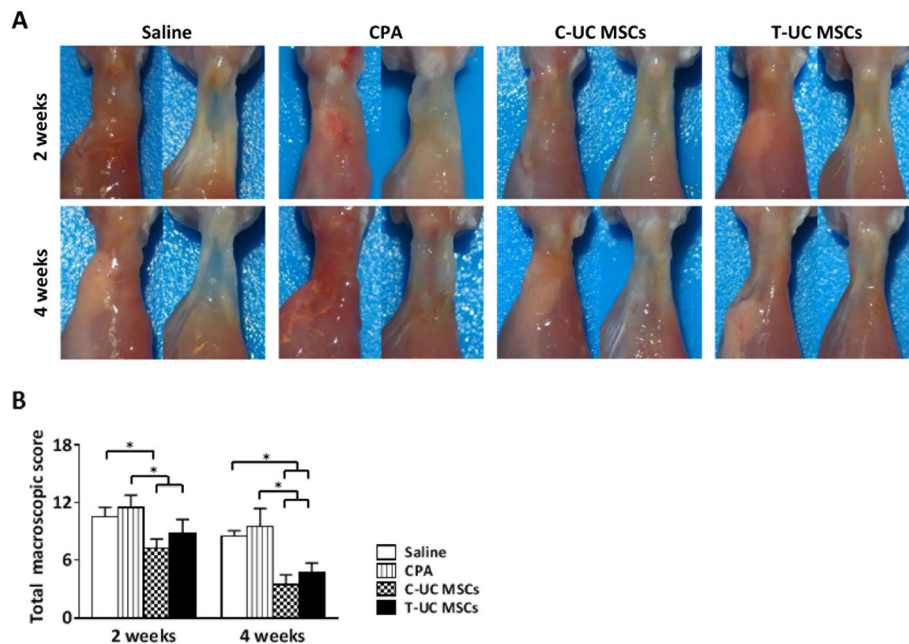 A
Saline CPA C-UC MSCs T-UC MSCs
2 weeks
4 weeks
B
Total macroscopic score
18
12
6
0
* * * *
2 weeks 4 weeks
Saline
CPA
C-UC MSCs
T-UC MSCs